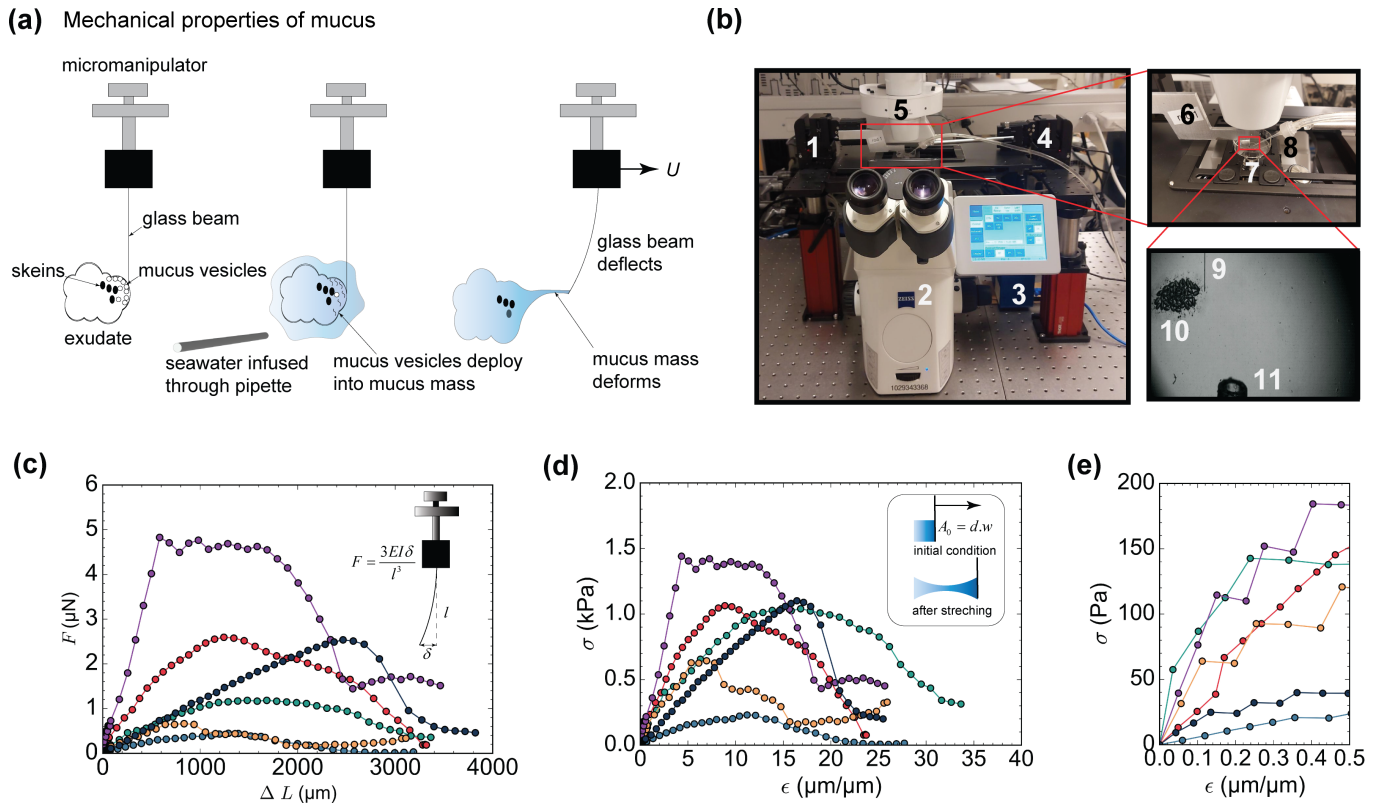 (a) Mechanical properties of mucus
micromanipulator
U
glass beam
glass beam
deflects
skeins
mucus vesicles
exudate
seawater infused
through pipette
mucus vesicles deploy
into mucus mass
mucus mass
deforms
(b)
1
2
3
4
5
ZEISS
1029343368
6
7
8
9
10
11
(c)
6
5
4
3
2
1
0
F (µN)
0
1000
2000
3000
4000
Δ L (µm)
F = 3EIδ / l³
l
δ
(d)
2.0
1.5
1.0
0.5
0.0
σ (kPa)
0
5
10
15
20
25
30
35
40
ϵ (µm/µm)
A₀ = d.w
initial condition
after streching
(e)
200
150
100
50
0
σ (Pa)
0.0
0.1
0.2
0.3
0.4
0.5
ϵ (µm/µm)